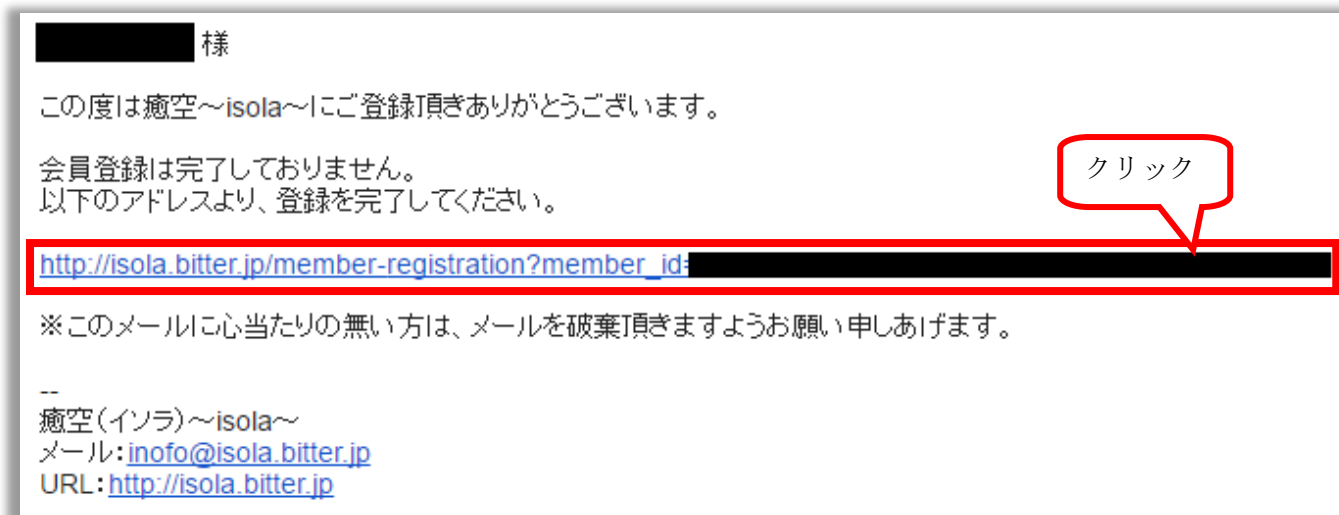 様
この度は癒空～isola～にご登録頂きありがとうございます。
会員登録は完了しておりません。
以下のアドレスより、登録を完了してください。
クリック
http://isola.bitter.jp/member-registration?member_id=
※このメールに心当たりの無い方は、メールを破棄頂きますようお願い申しあげます。
--
癒空(イソラ)～isola～
メール：inofo@isola.bitter.jp
URL：http://isola.bitter.jp